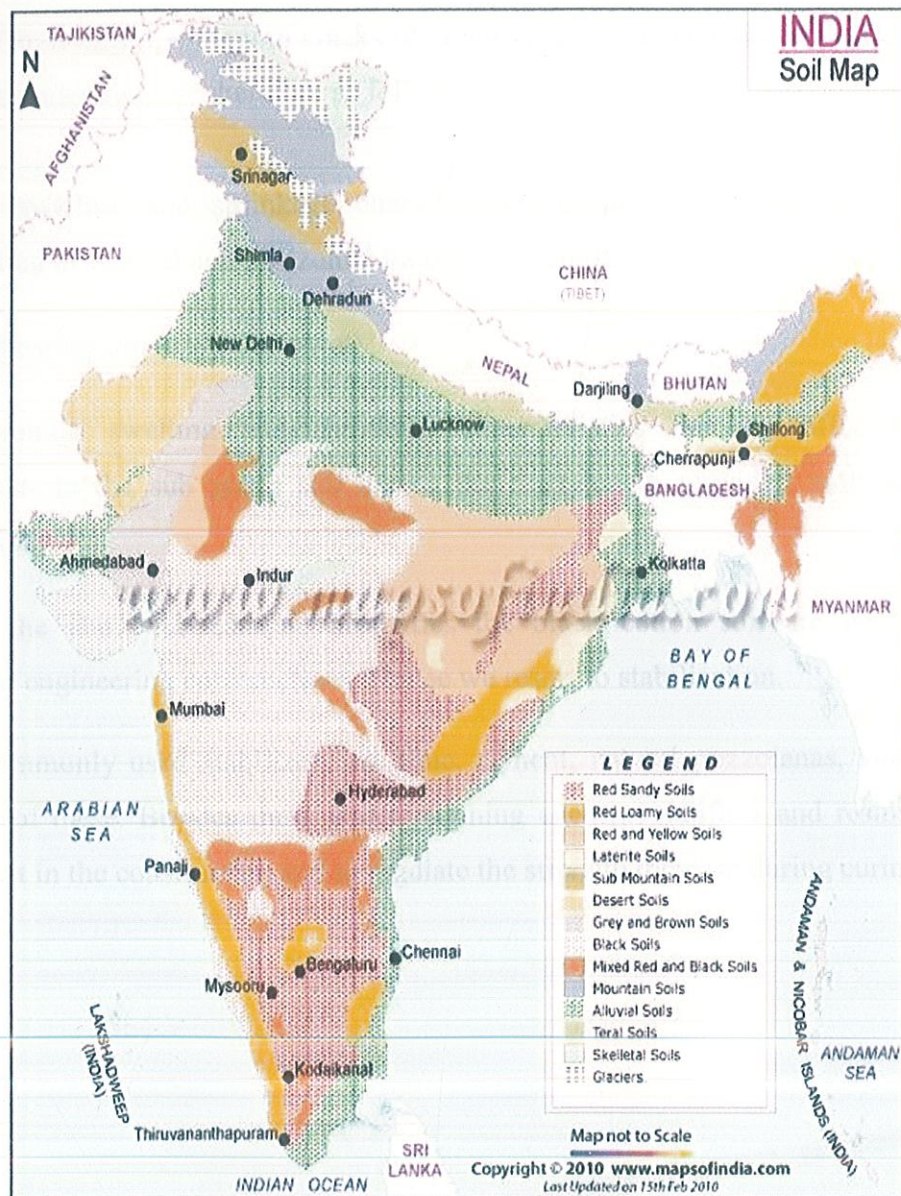 INDIA
Soil Map
TAJIKISTAN
N
AFGHANISTAN
Srinagar
PAKISTAN
Shimla
CHINA
(TIBET)
Dehradun
New Delhi
NEPAL
Darjiling
BHUTAN
Lucknow
Shillong
Cherrapunji
BANGLADESH
Ahmedabad
Indur
Kolkatta
www.mapsofindia.com
MYANMAR
BAY OF
BENGAL
Mumbai
ARABIAN
SEA
Hyderabad
Panaji
Chennai
Bengaluru
Mysooru
LAKSHADWEEP
(INDIA)
Kodaikanal
Thiruvananthapuram
SRI
LANKA
INDIAN OCEAN
LEGEND
Red Sandy Soils
Red Loamy Soils
Red and Yellow Soils
Laterite Soils
Sub Mountain Soils
Desert Soils
Grey and Brown Soils
Black Soils
Mixed Red and Black Soils
Mountain Soils
Alluvial Soils
Teral Soils
Skelletal Soils
Glaciers
ANDAMAN & NICOBAR ISLANDS (INDIA)
ANDAMAN
SEA
Map not to Scale
Copyright © 2010 www.mapsofindia.com
Last Updated on 15th Feb 2010